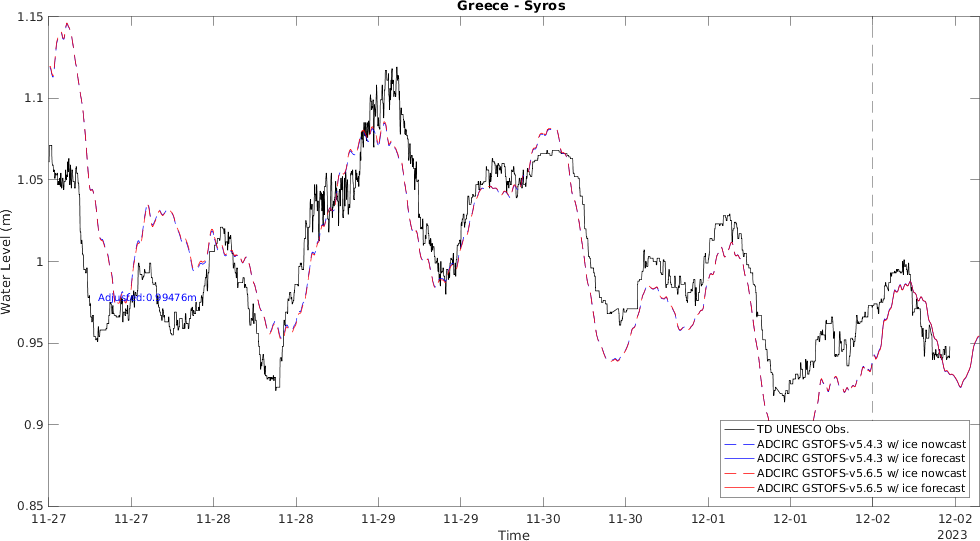 Greece - Syros
1.15
1.1
1.05
1
0.95
0.9
0.85
Water Level (m)
Adjusted:0.99476m
TD UNESCO Obs.
ADCIRC GSTOFS-v5.4.3 w/ ice nowcast
ADCIRC GSTOFS-v5.4.3 w/ ice forecast
ADCIRC GSTOFS-v5.6.5 w/ ice nowcast
ADCIRC GSTOFS-v5.6.5 w/ ice forecast
11-27 11-27 11-28 11-28 11-29 11-29 11-30 11-30 12-01 12-01 12-02 12-02
2023
Time